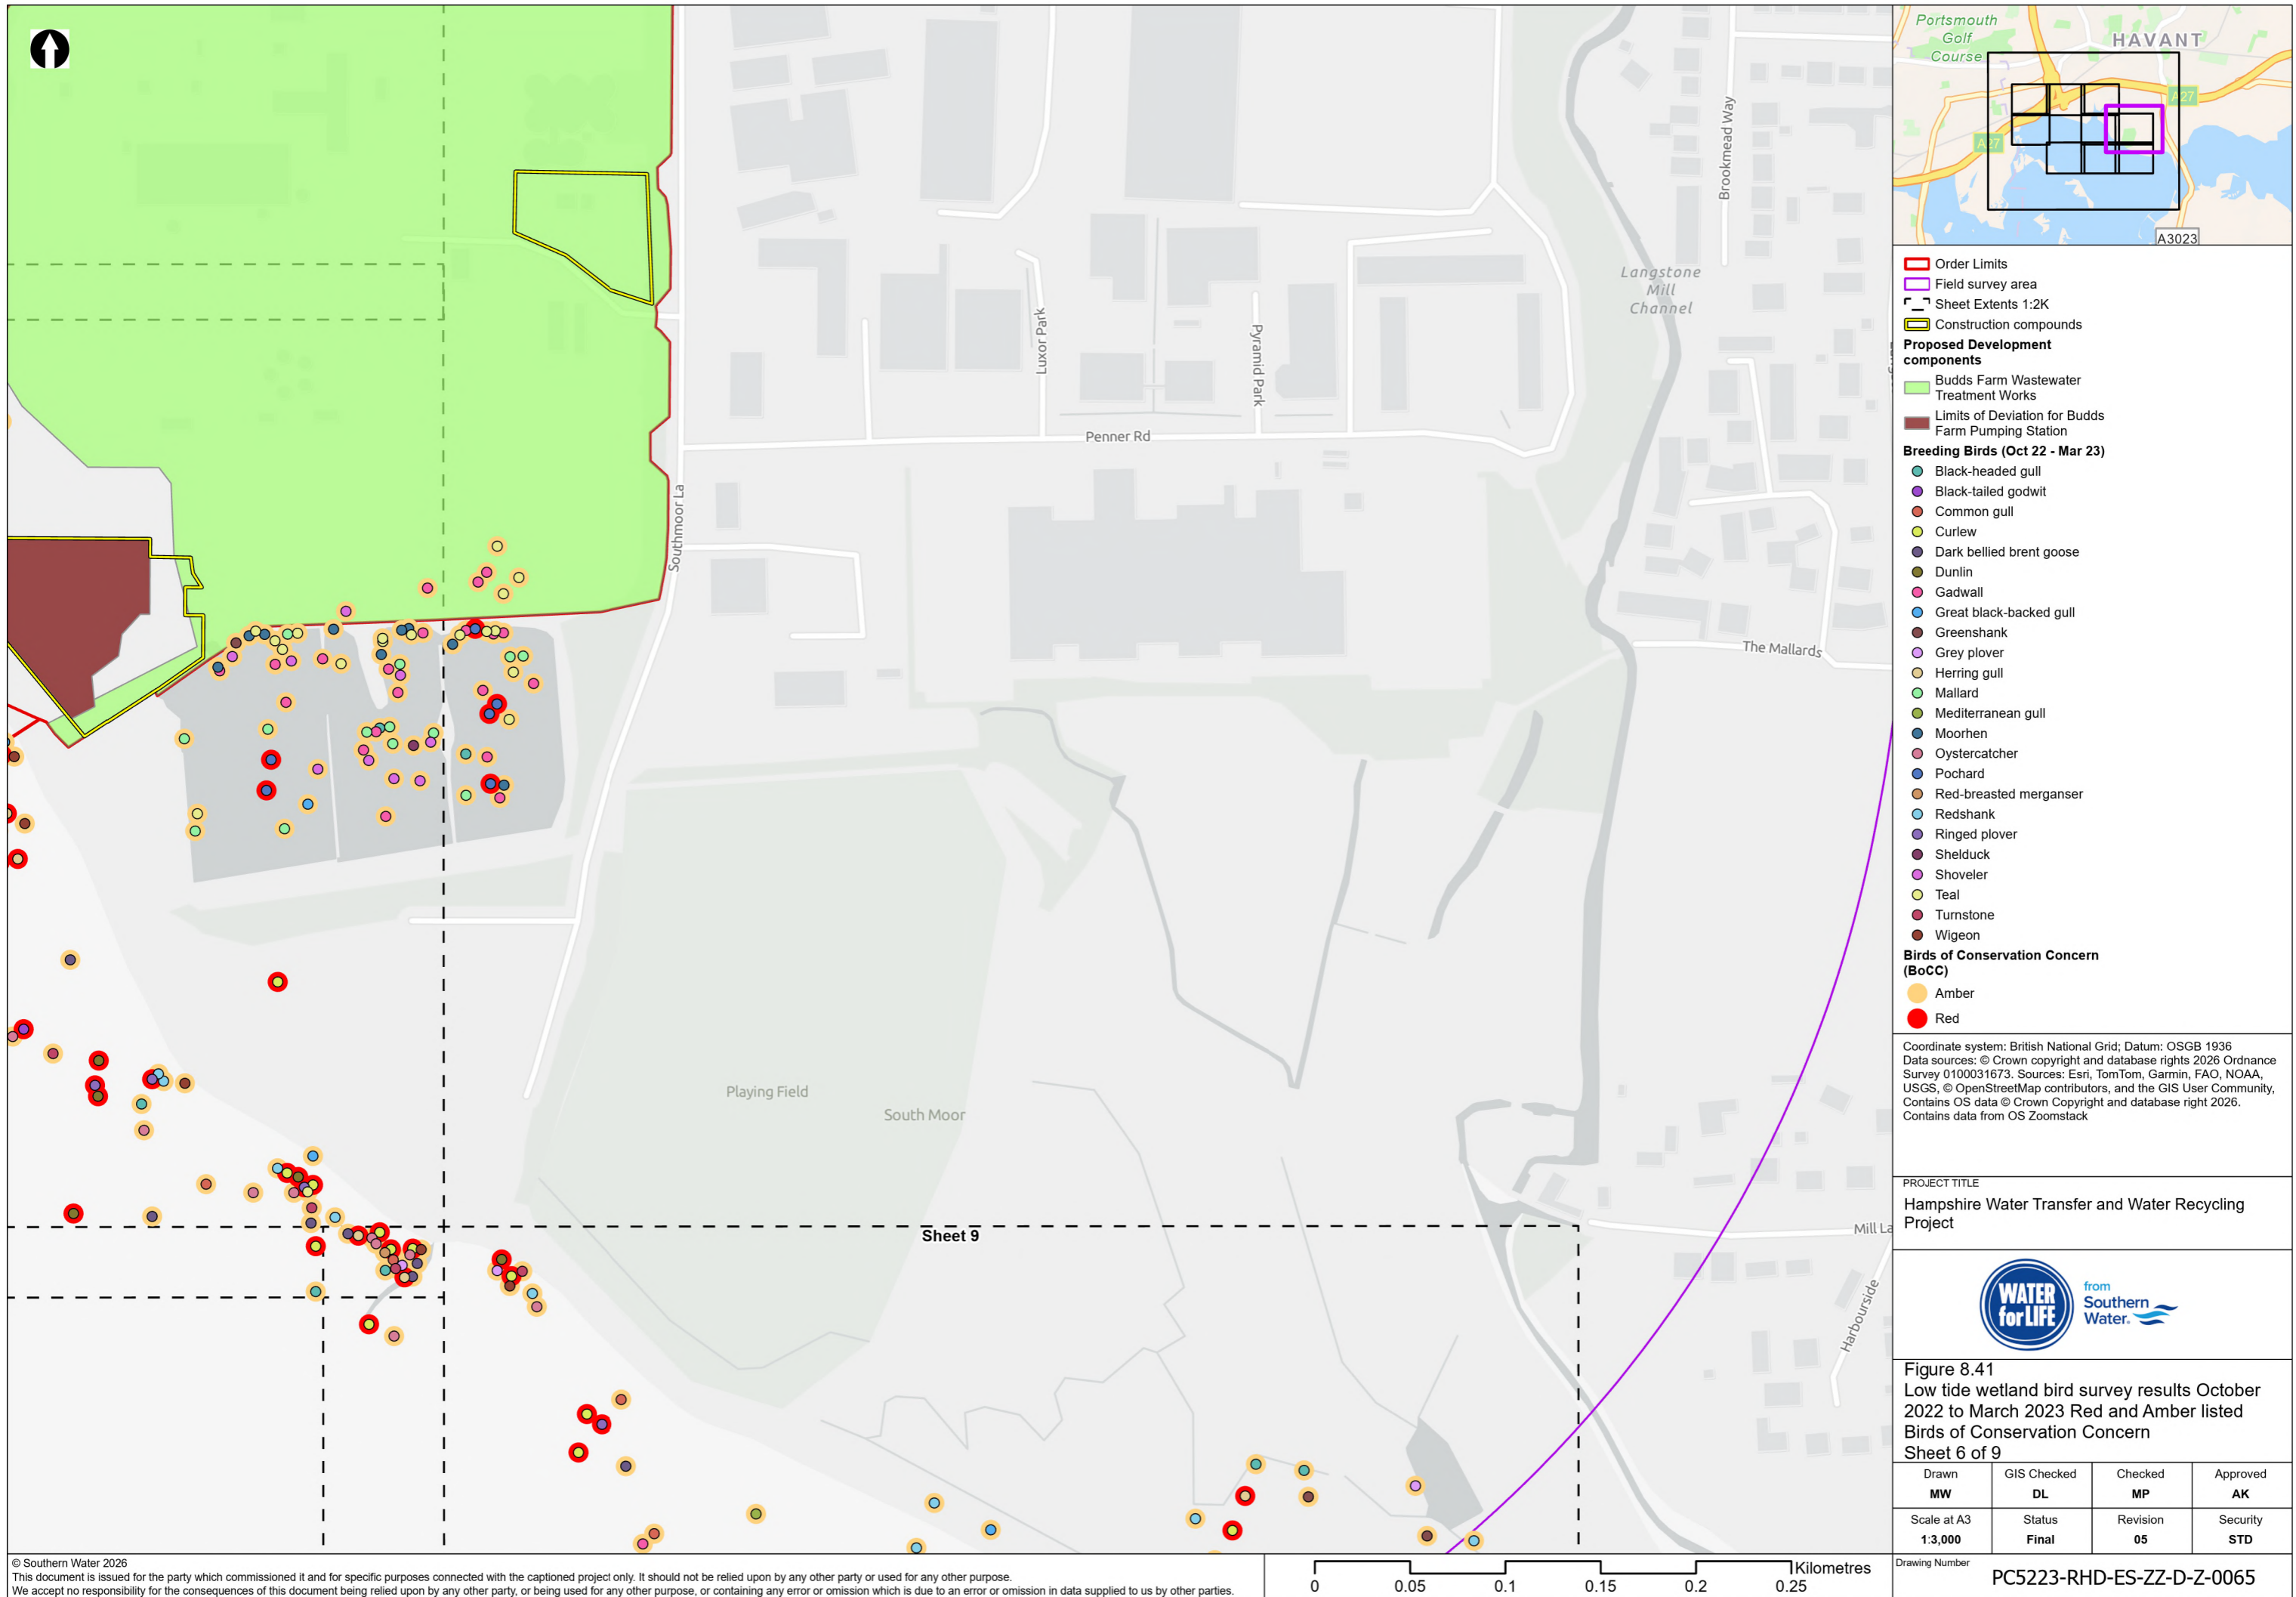 Portsmouth
Golf
Course
HAVANT
A27
A27
A3023
Brookmead Way
Langstone
Mill
Channel
Luxor Park
Pyramid Park
Penner Rd
Southmoor La
The Mallards
Playing Field
South Moor
Sheet 9
Mill La
Harbourside
Order Limits
Field survey area
Sheet Extents 1:2K
Construction compounds
Proposed Development
components
Budds Farm Wastewater
Treatment Works
Limits of Deviation for Budds
Farm Pumping Station
Breeding Birds (Oct 22 - Mar 23)
Black-headed gull
Black-tailed godwit
Common gull
Curlew
Dark bellied brent goose
Dunlin
Gadwall
Great black-backed gull
Greenshank
Grey plover
Herring gull
Mallard
Mediterranean gull
Moorhen
Oystercatcher
Pochard
Red-breasted merganser
Redshank
Ringed plover
Shelduck
Shoveler
Teal
Turnstone
Wigeon
Birds of Conservation Concern
(BoCC)
Amber
Red
Coordinate system: British National Grid; Datum: OSGB 1936
Data sources: © Crown copyright and database rights 2026 Ordnance
Survey 0100031673. Sources: Esri, TomTom, Garmin, FAO, NOAA,
USGS, © OpenStreetMap contributors, and the GIS User Community,
Contains OS data © Crown Copyright and database right 2026.
Contains data from OS Zoomstack
PROJECT TITLE
Hampshire Water Transfer and Water Recycling
Project
WATER
for LIFE
from
Southern
Water.
Figure 8.41
Low tide wetland bird survey results October
2022 to March 2023 Red and Amber listed
Birds of Conservation Concern
Sheet 6 of 9
Drawn GIS Checked Checked Approved
MW DL MP AK
Scale at A3 Status Revision Security
1:3,000 Final 05 STD
Drawing Number
PC5223-RHD-ES-ZZ-D-Z-0065
© Southern Water 2026
This document is issued for the party which commissioned it and for specific purposes connected with the captioned project only. It should not be relied upon by any other party or used for any other purpose.
We accept no responsibility for the consequences of this document being relied upon by any other party, or being used for any other purpose, or containing any error or omission which is due to an error or omission in data supplied to us by other parties.
Kilometres
0 0.05 0.1 0.15 0.2 0.25